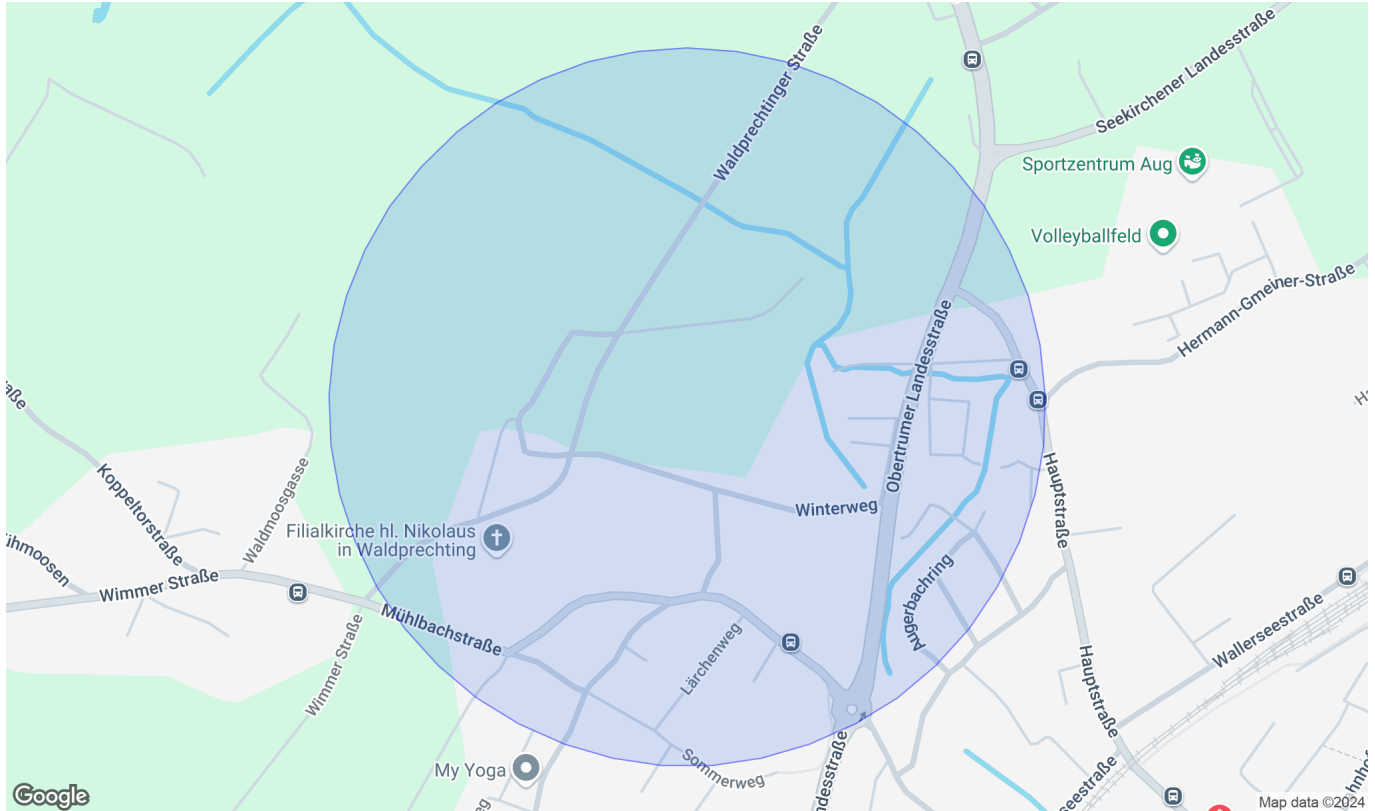 Waldprechtinger Straße
Seekirchener Landesstraße
Sportzentrum Aug
Volleyballfeld
Hermann-Gmeiner-Straße
Obertrumer Landesstraße
Koppeltorstraße
Waldmoosgasse
Hauptstraße
Winterweg
Filialkirche hl. Nikolaus
in Waldprechting
Wimmer Straße
Augerbachring
Mühlbachstraße
Wallerseestraße
Wimmer Straße
Lärchenweg
Hauptstraße
Sommerweg
My Yoga
Google
Map data ©2024